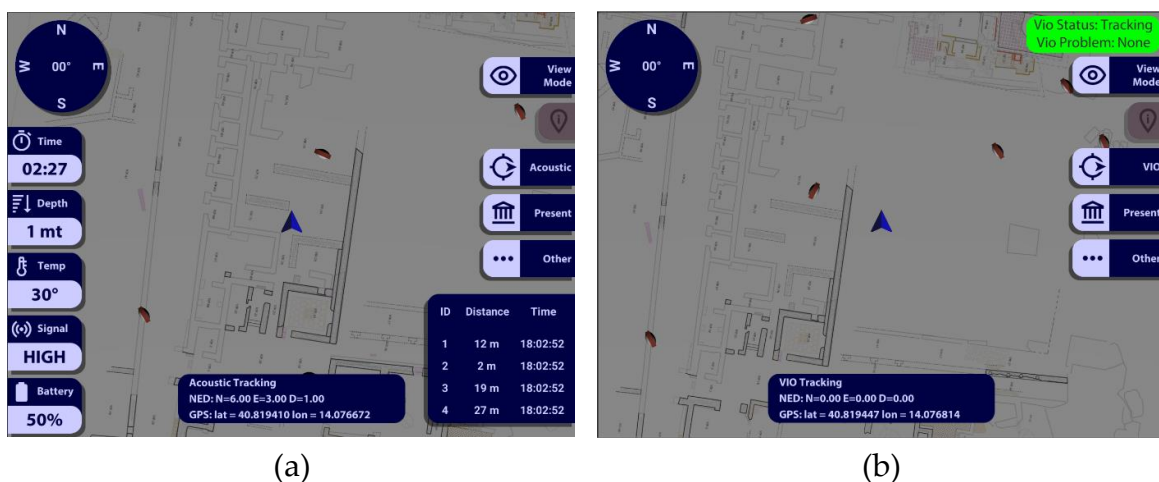 N
W 00° E
S
Time
02:27
Depth
1 mt
Temp
30°
Signal
HIGH
Battery
50%
View
Mode
Acoustic
Present
Other
ID Distance Time
1 12 m 18:02:52
2 2 m 18:02:52
3 19 m 18:02:52
4 27 m 18:02:52
Acoustic Tracking
NED: N=6.00 E=3.00 D=1.00
GPS: lat = 40.819410 lon = 14.076672
(a)
N
W 00° E
S
Vio Status: Tracking
Vio Problem: None
View
Mode
VIO
Present
Other
VIO Tracking
NED: N=0.00 E=0.00 D=0.00
GPS: lat = 40.819447 lon = 14.076814
(b)